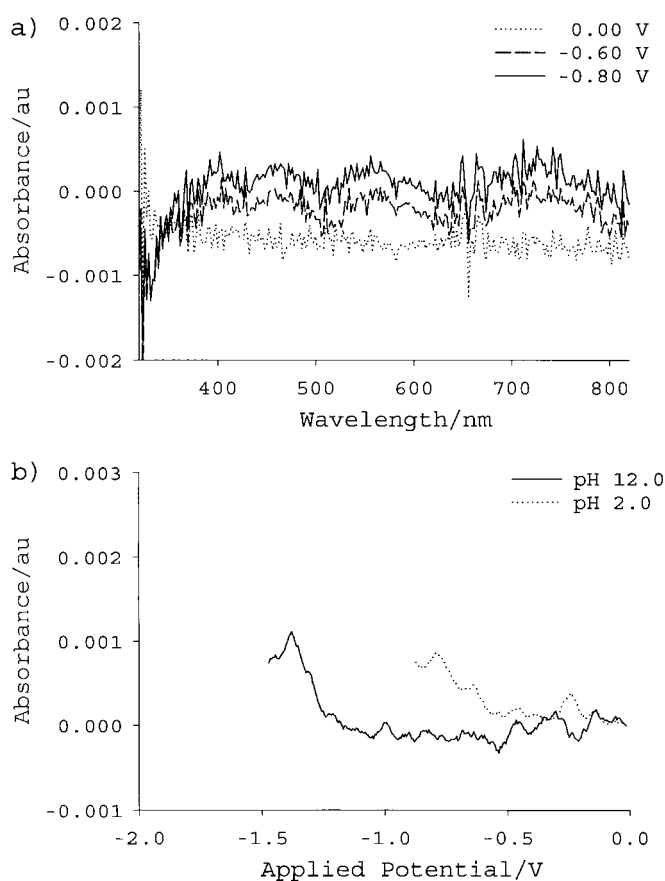 a)
0.002
0.00 V
-0.60 V
-0.80 V
0.001
0.000
-0.001
-0.002
Absorbance/au
400 500 600 700 800
Wavelength/nm
b)
0.003
pH 12.0
pH 2.0
0.002
0.001
0.000
-0.001
Absorbance/au
-2.0 -1.5 -1.0 -0.5 0.0
Applied Potential/V